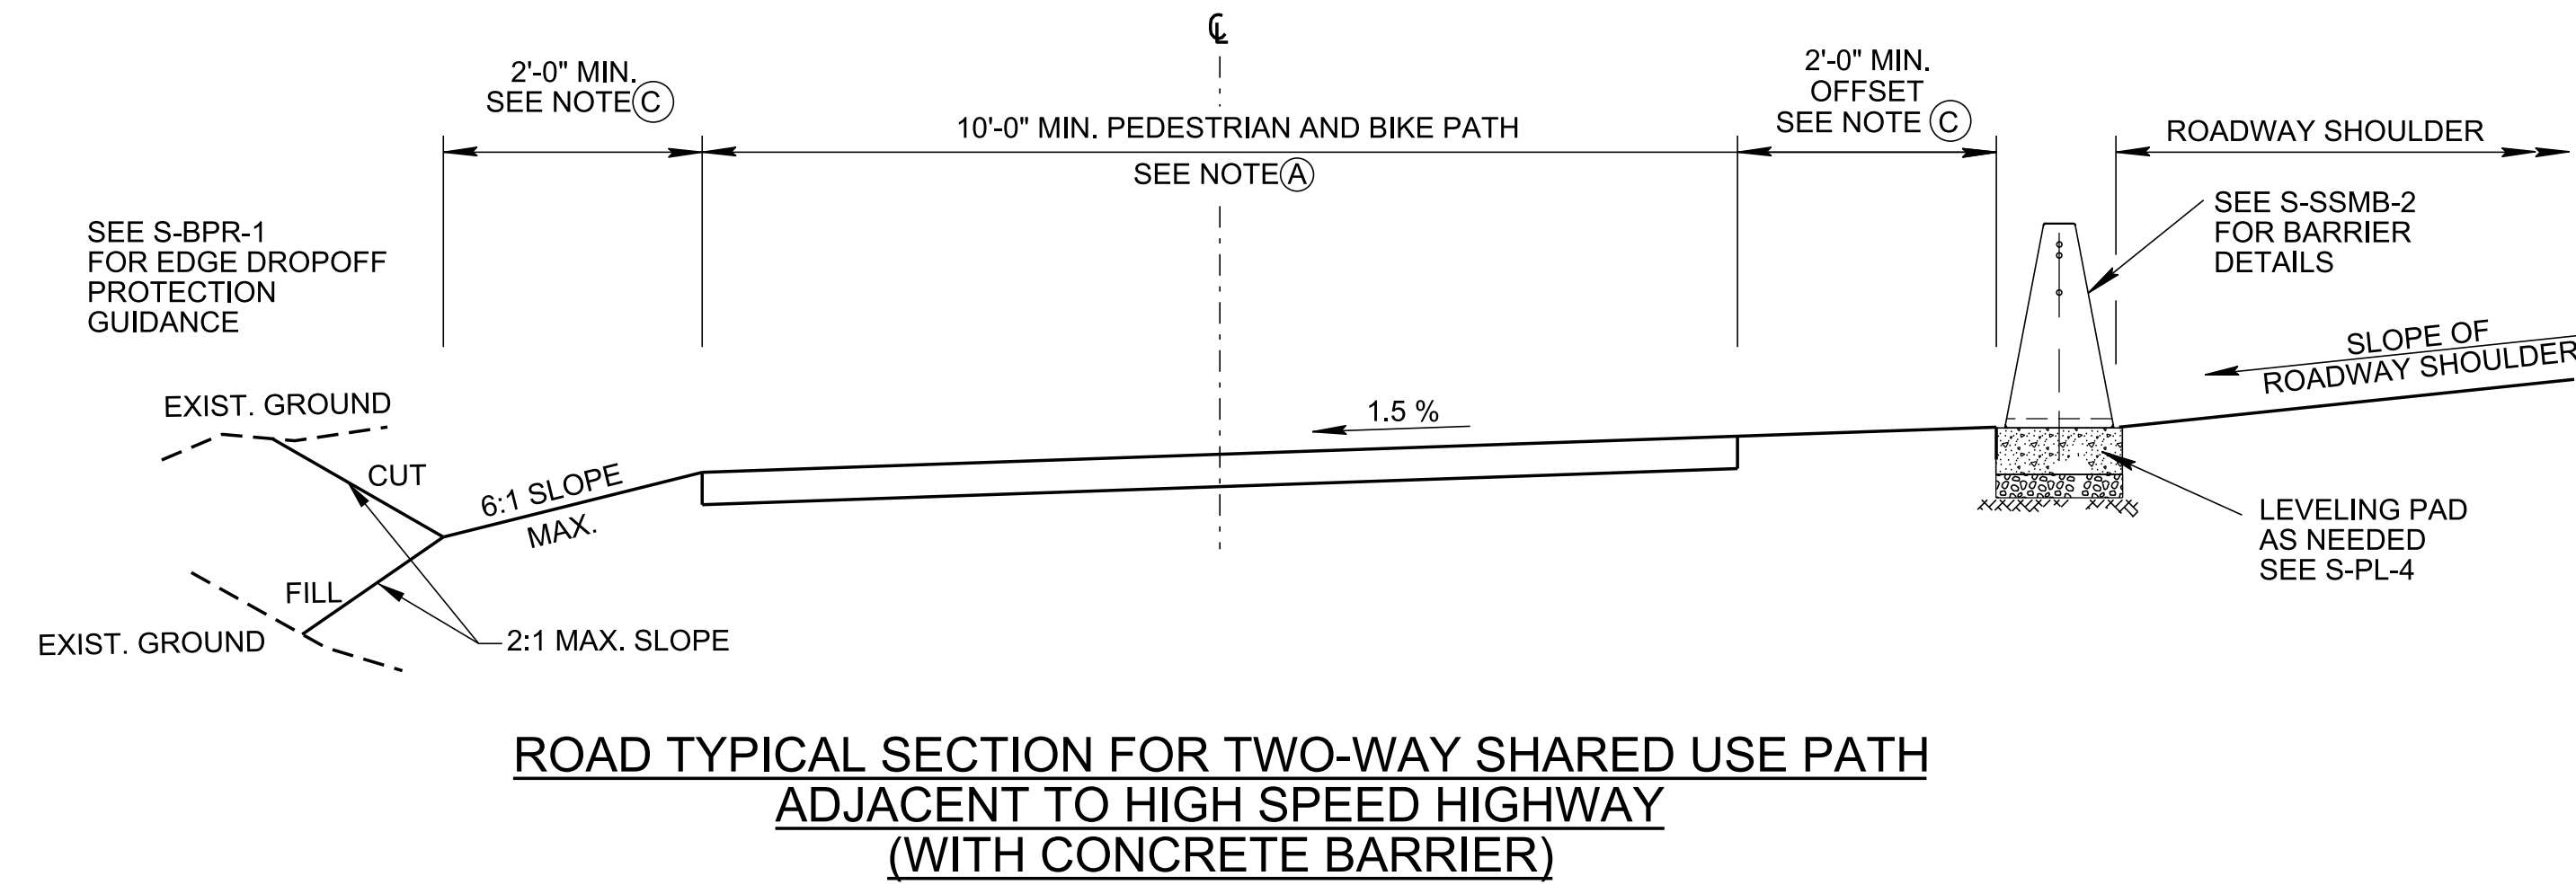 ℄
2'-0" MIN.
SEE NOTE Ⓒ
10'-0" MIN. PEDESTRIAN AND BIKE PATH
SEE NOTE Ⓐ
2'-0" MIN.
OFFSET
SEE NOTE Ⓒ
ROADWAY SHOULDER
SEE S-BPR-1
FOR EDGE DROPOFF
PROTECTION
GUIDANCE
SEE S-SSMB-2
FOR BARRIER
DETAILS
SLOPE OF
ROADWAY SHOULDER
EXIST. GROUND
1.5 %
CUT
6:1 SLOPE
MAX.
LEVELING PAD
AS NEEDED
SEE S-PL-4
FILL
EXIST. GROUND
2:1 MAX. SLOPE
ROAD TYPICAL SECTION FOR TWO-WAY SHARED USE PATH
ADJACENT TO HIGH SPEED HIGHWAY
(WITH CONCRETE BARRIER)